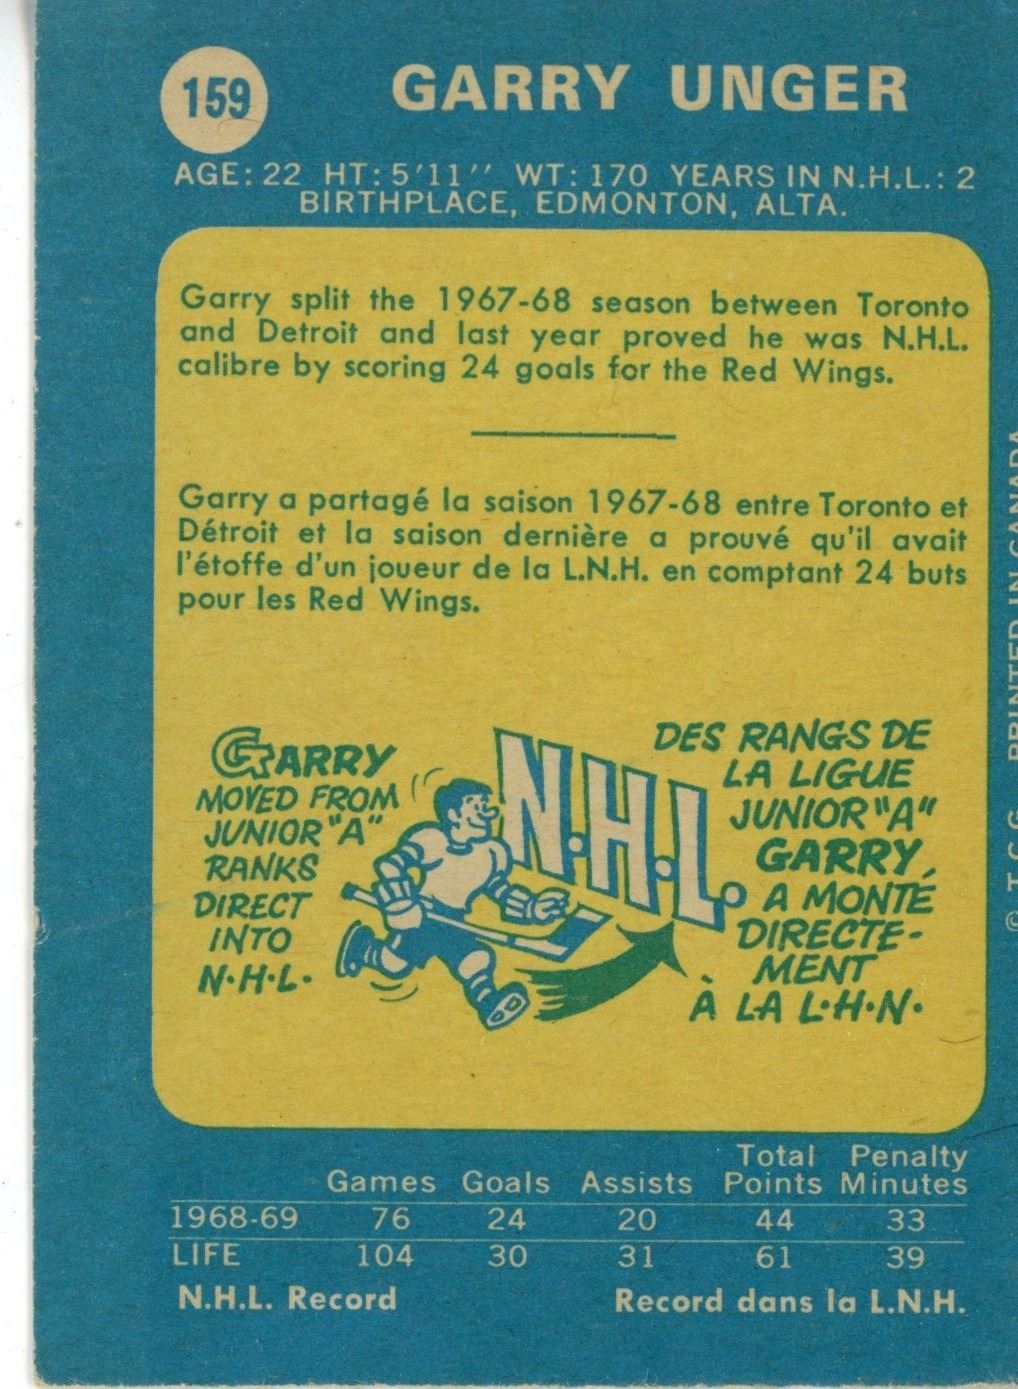 159
GARRY UNGER
AGE: 22 HT: 5'11'' WT: 170 YEARS IN N.H.L.: 2
BIRTHPLACE, EDMONTON, ALTA.
Garry split the 1967-68 season between Toronto
and Detroit and last year proved he was N.H.L.
calibre by scoring 24 goals for the Red Wings.
Garry a partagé la saison 1967-68 entre Toronto et
Détroit et la saison dernière a prouvé qu'il avait
l'étoffe d'un joueur de la L.N.H. en comptant 24 buts
pour les Red Wings.
GARRY
MOVED FROM
JUNIOR "A"
RANKS
DIRECT
INTO
N·H·L·
N·H·L·
DES RANGS DE
LA LIGUE
JUNIOR "A"
GARRY,
A MONTÉ
DIRECTE-
MENT
À LA L·H·N·
© T.C.G. PRINTED IN CANADA
Games Goals Assists Total Points Penalty Minutes
1968-69 76 24 20 44 33
LIFE 104 30 31 61 39
N.H.L. Record Record dans la L.N.H.